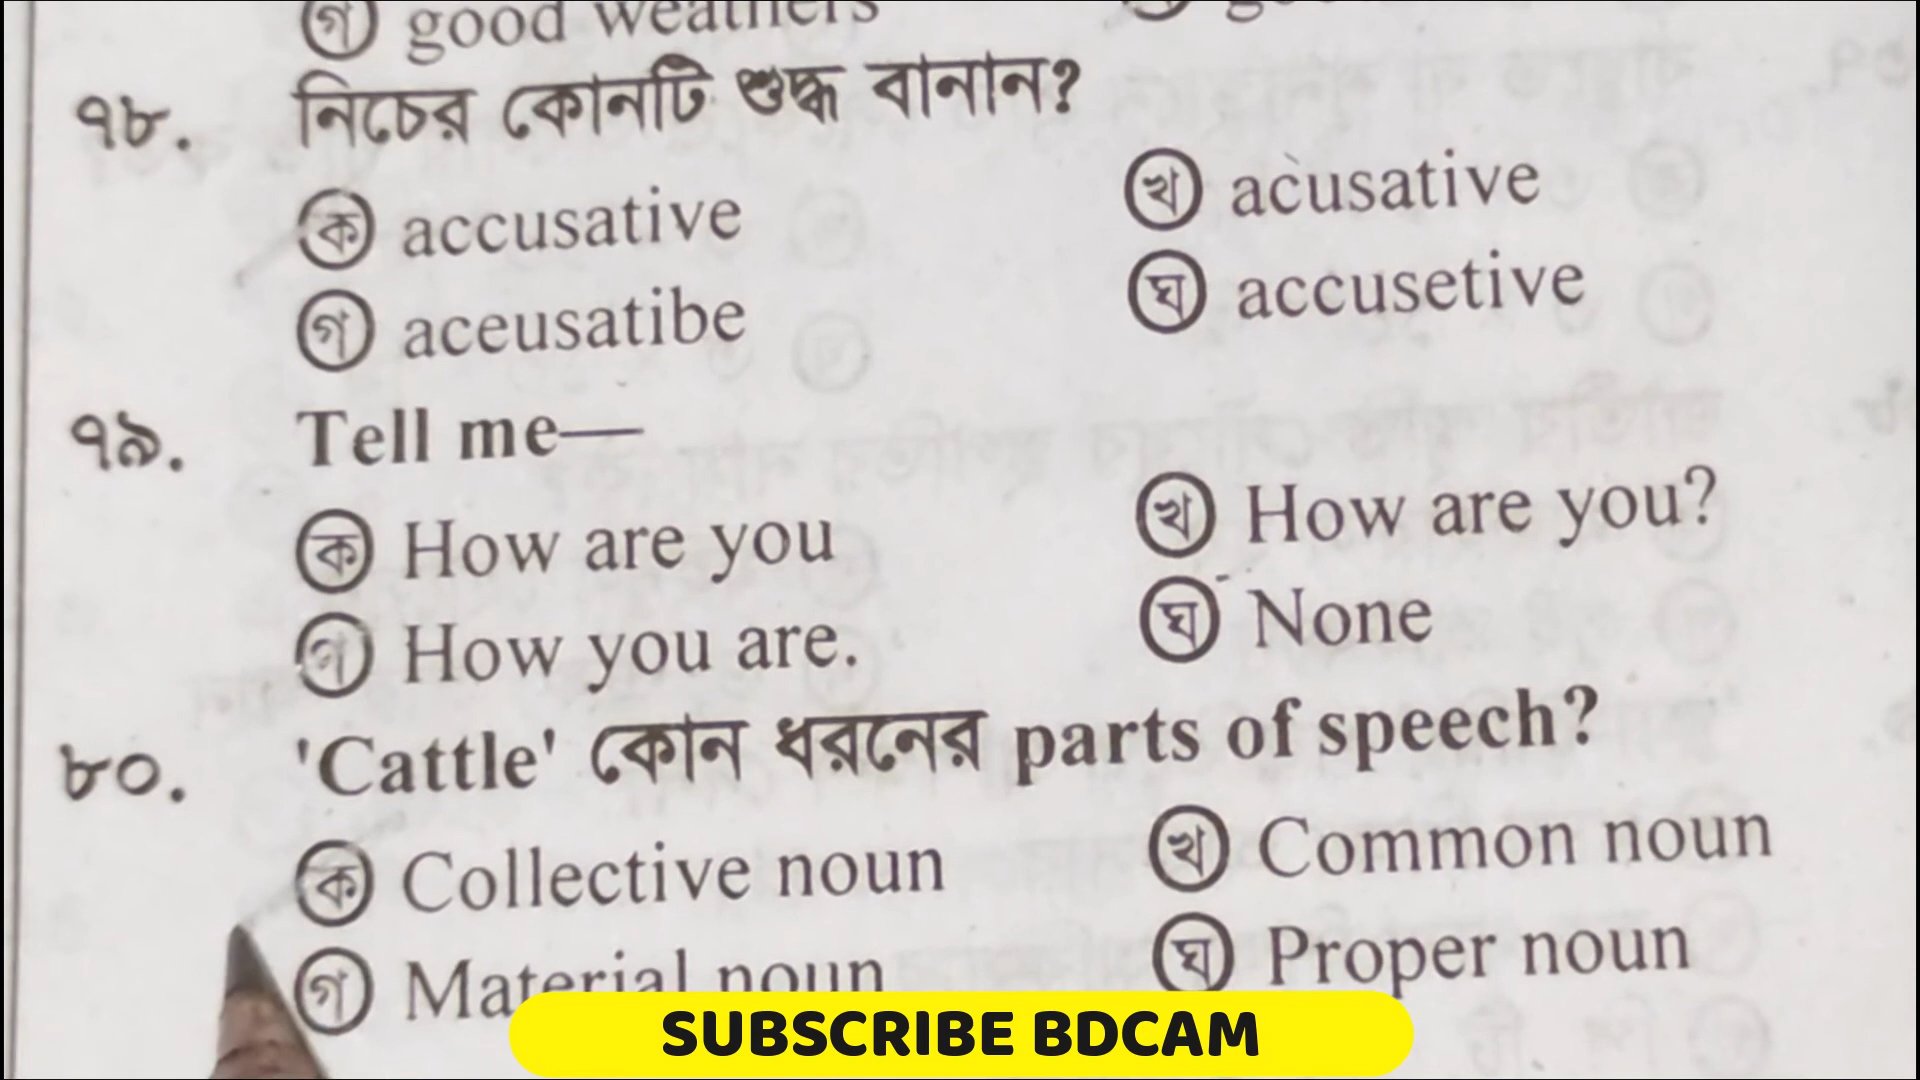 গ good weathers
৭৮. নিচের কোনটি শুদ্ধ বানান?
ক accusative খ acusative
গ aceusatibe ঘ accusetive
৭৯. Tell me—
ক How are you খ How are you?
গ How you are. ঘ None
৮০. 'Cattle' কোন ধরনের parts of speech?
ক Collective noun খ Common noun
গ Material noun ঘ Proper noun
SUBSCRIBE BDCAM